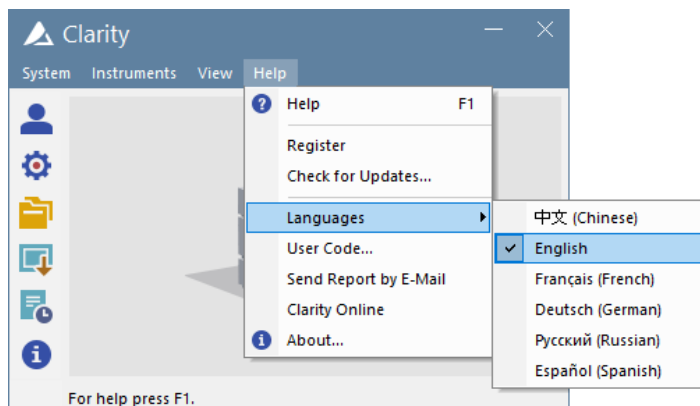 Clarity
System Instruments View Help
Help F1
Register
Check for Updates...
Languages
User Code...
Send Report by E-Mail
Clarity Online
About...
中文 (Chinese)
English
Français (French)
Deutsch (German)
Русский (Russian)
Español (Spanish)
For help press F1.